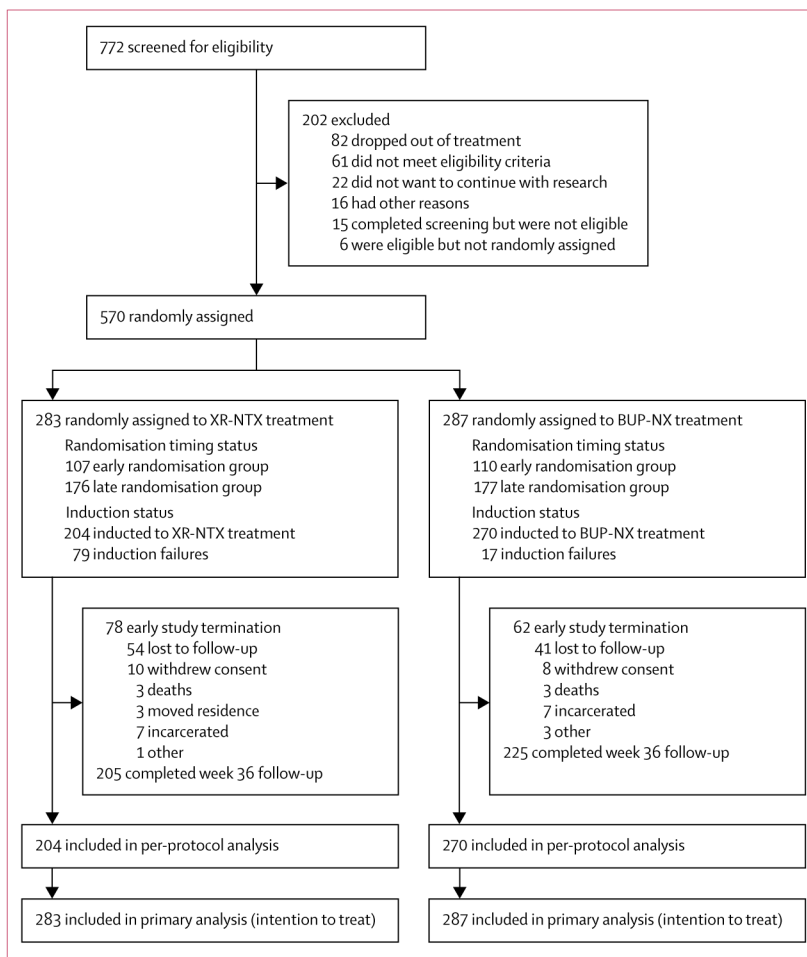 772 screened for eligibility
202 excluded
82 dropped out of treatment
61 did not meet eligibility criteria
22 did not want to continue with research
16 had other reasons
15 completed screening but were not eligible
6 were eligible but not randomly assigned
570 randomly assigned
283 randomly assigned to XR-NTX treatment
Randomisation timing status
107 early randomisation group
176 late randomisation group
Induction status
204 inducted to XR-NTX treatment
79 induction failures
287 randomly assigned to BUP-NX treatment
Randomisation timing status
110 early randomisation group
177 late randomisation group
Induction status
270 inducted to BUP-NX treatment
17 induction failures
78 early study termination
54 lost to follow-up
10 withdrew consent
3 deaths
3 moved residence
7 incarcerated
1 other
205 completed week 36 follow-up
62 early study termination
41 lost to follow-up
8 withdrew consent
3 deaths
7 incarcerated
3 other
225 completed week 36 follow-up
204 included in per-protocol analysis
270 included in per-protocol analysis
283 included in primary analysis (intention to treat)
287 included in primary analysis (intention to treat)